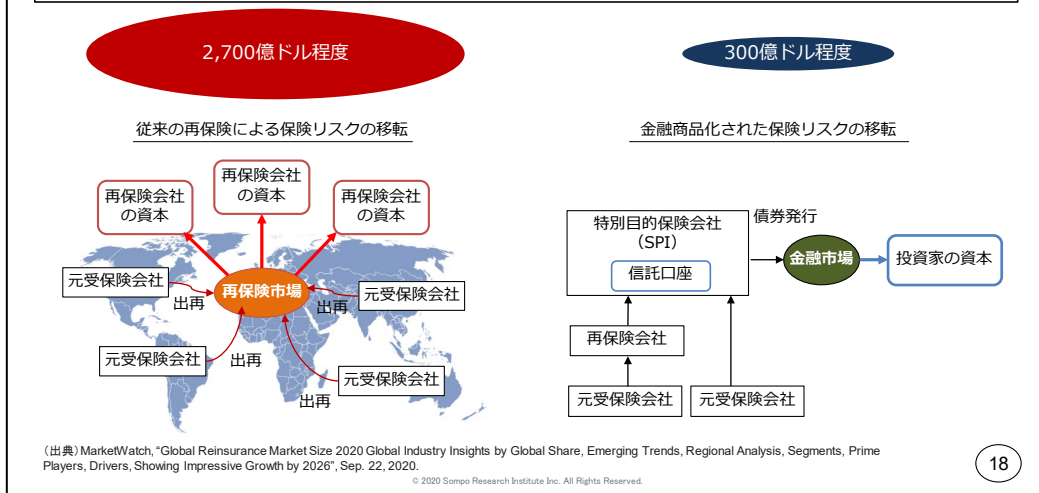 2,700億ドル程度
300億ドル程度
従来の再保険による保険リスクの移転
金融商品化された保険リスクの移転
再保険会社
の資本
再保険会社
の資本
再保険会社
の資本
元受保険会社
出再
再保険市場
出再
元受保険会社
元受保険会社
出再
元受保険会社
出再
特別目的保険会社
（SPI）
信託口座
債券発行
金融市場
投資家の資本
再保険会社
元受保険会社
元受保険会社
（出典）MarketWatch, “Global Reinsurance Market Size 2020 Global Industry Insights by Global Share, Emerging Trends, Regional Analysis, Segments, Prime
Players, Drivers, Showing Impressive Growth by 2026”, Sep. 22, 2020.
© 2020 Sompo Research Institute Inc. All Rights Reserved.
18